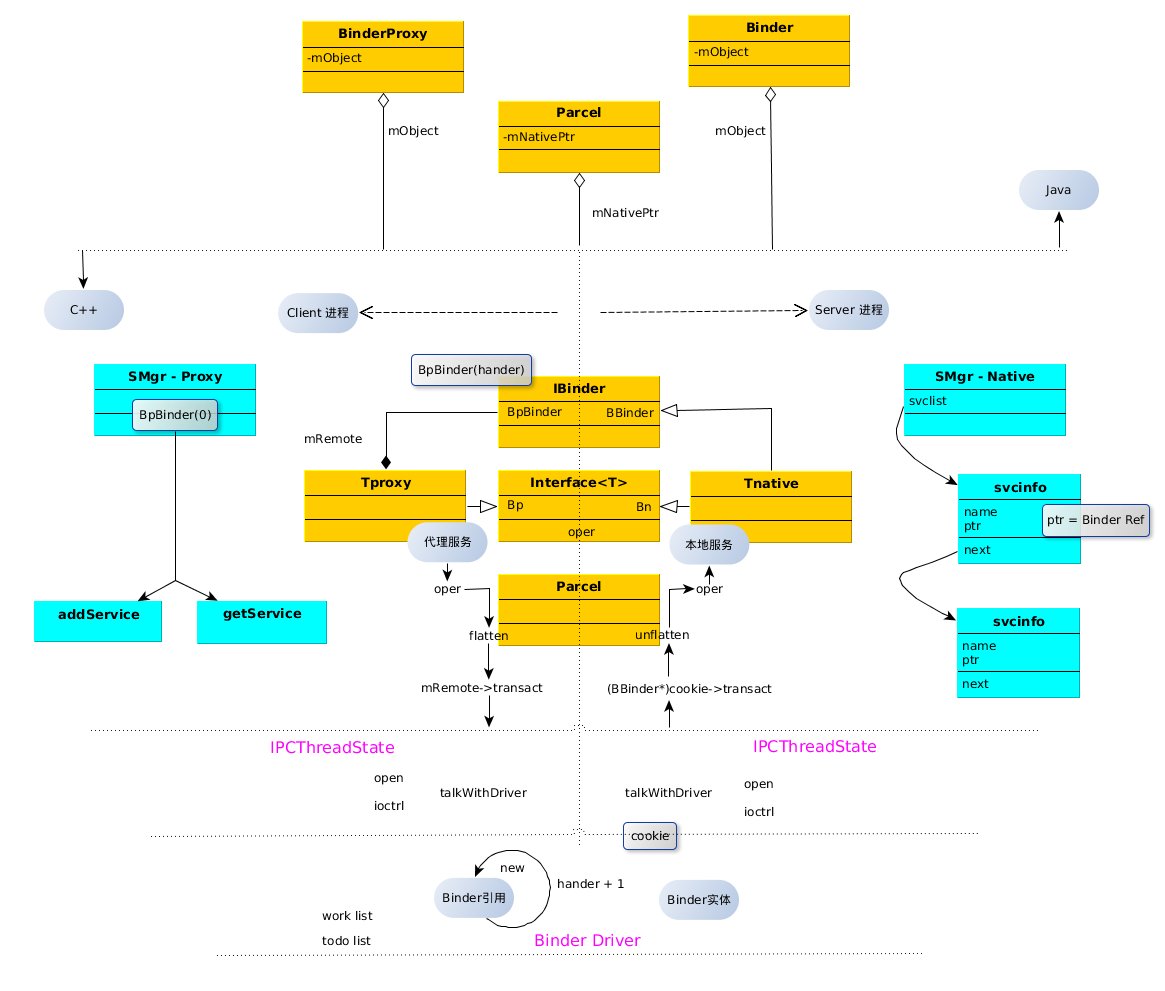 BinderProxy
-mObject
mObject
Binder
-mObject
mObject
Parcel
-mNativePtr
mNativePtr
Java
C++
Client 进程
Server 进程
SMgr - Proxy
BpBinder(0)
addService
getService
BpBinder(hander)
IBinder
BpBinder
BBinder
mRemote
Tproxy
Interface<T>
Bp
Bn
oper
Tnative
代理服务
本地服务
oper
oper
Parcel
flatten
unflatten
mRemote->transact
(BBinder*)cookie->transact
SMgr - Native
svclist
svcinfo
name
ptr
ptr = Binder Ref
next
svcinfo
name
ptr
next
IPCThreadState
IPCThreadState
open
ioctrl
talkWithDriver
talkWithDriver
open
ioctrl
cookie
new
Binder引用
hander + 1
Binder实体
work list
todo list
Binder Driver